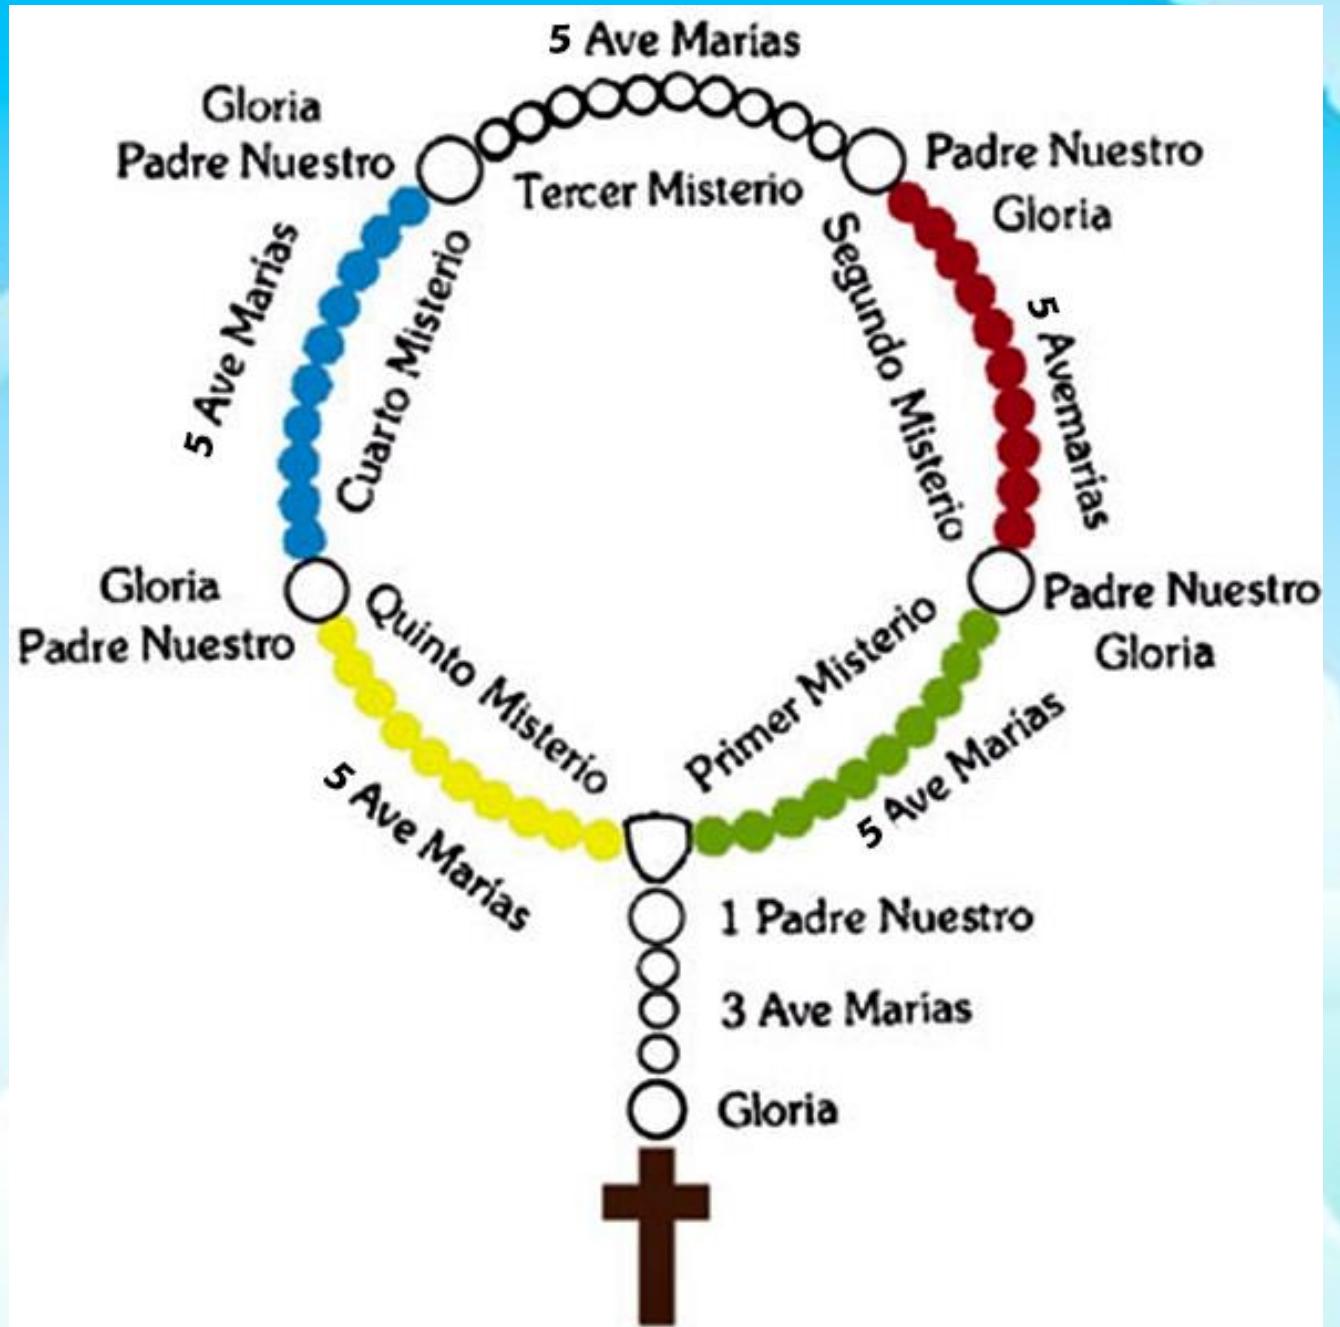 5 Ave Marías
Gloria
Padre Nuestro
Padre Nuestro
Gloria
Tercer Misterio
5 Ave Marías
Cuarto Misterio
Segundo Misterio
5 Avemarias
Gloria
Padre Nuestro
Quinto Misterio
Primer Misterio
Padre Nuestro
Gloria
5 Ave Marías
5 Ave Marías
1 Padre Nuestro
3 Ave Marías
Gloria